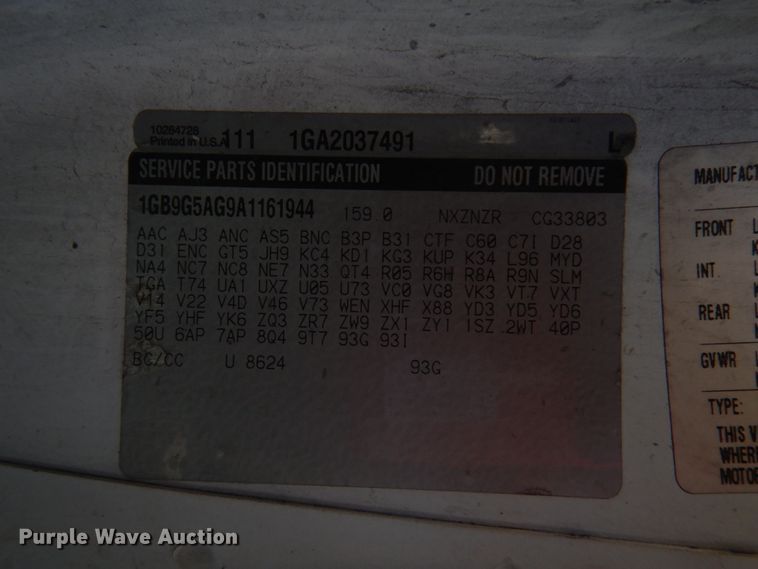 10284726
Printed in U.S.A 111 1GA2037491 L
SERVICE PARTS IDENTIFICATION DO NOT REMOVE
1GB9G5AG9A1161944 159.0 NXZNZR CG33803
AAC AJ3 ANC AS5 BNC B3P B31 CTF C60 C7I D28
D31 ENC GT5 JH9 KC4 KD1 KG3 KUP K34 L96 MYD
NA4 NC7 NC8 NE7 N33 QT4 R05 R6H R8A R9N SLM
TGA T74 UA1 UXZ U05 U73 VC0 VG8 VK3 VT7 VXT
V14 V22 V4D V46 V73 WEN XHF X88 YD3 YD5 YD6
YF5 YHF YK6 ZQ3 ZR7 ZW9 ZX1 ZY1 1SZ 2WT 40P
50U 6AP 7AP 8Q4 9T7 93G 93I
BC/CC U 8624 93G
MANUFACT
FRONT L
INT. L
REAR L
GVWR L
TYPE:
THIS V
WHERE
MOTOR
Purple Wave Auction